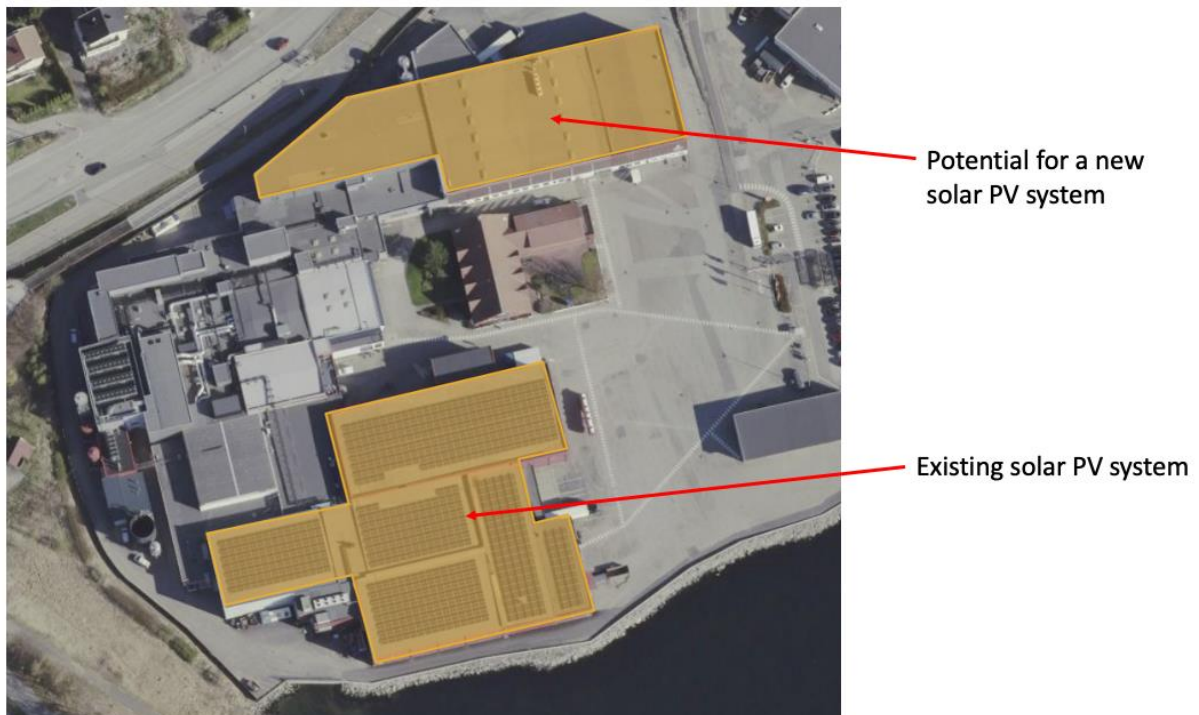 Potential for a new
solar PV system
Existing solar PV system